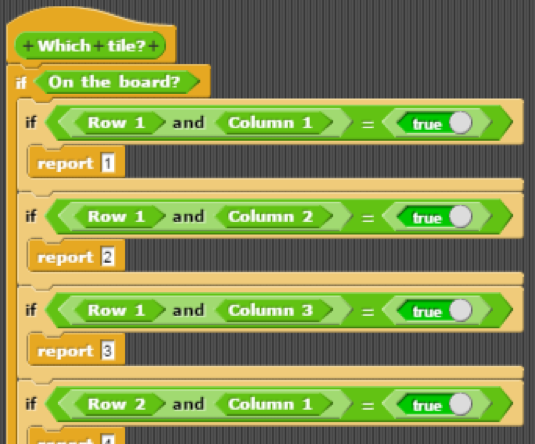 + Which + tile? +
if On the board?
if Row 1 and Column 1 = true
report 1
if Row 1 and Column 2 = true
report 2
if Row 1 and Column 3 = true
report 3
if Row 2 and Column 1 = true
report 4